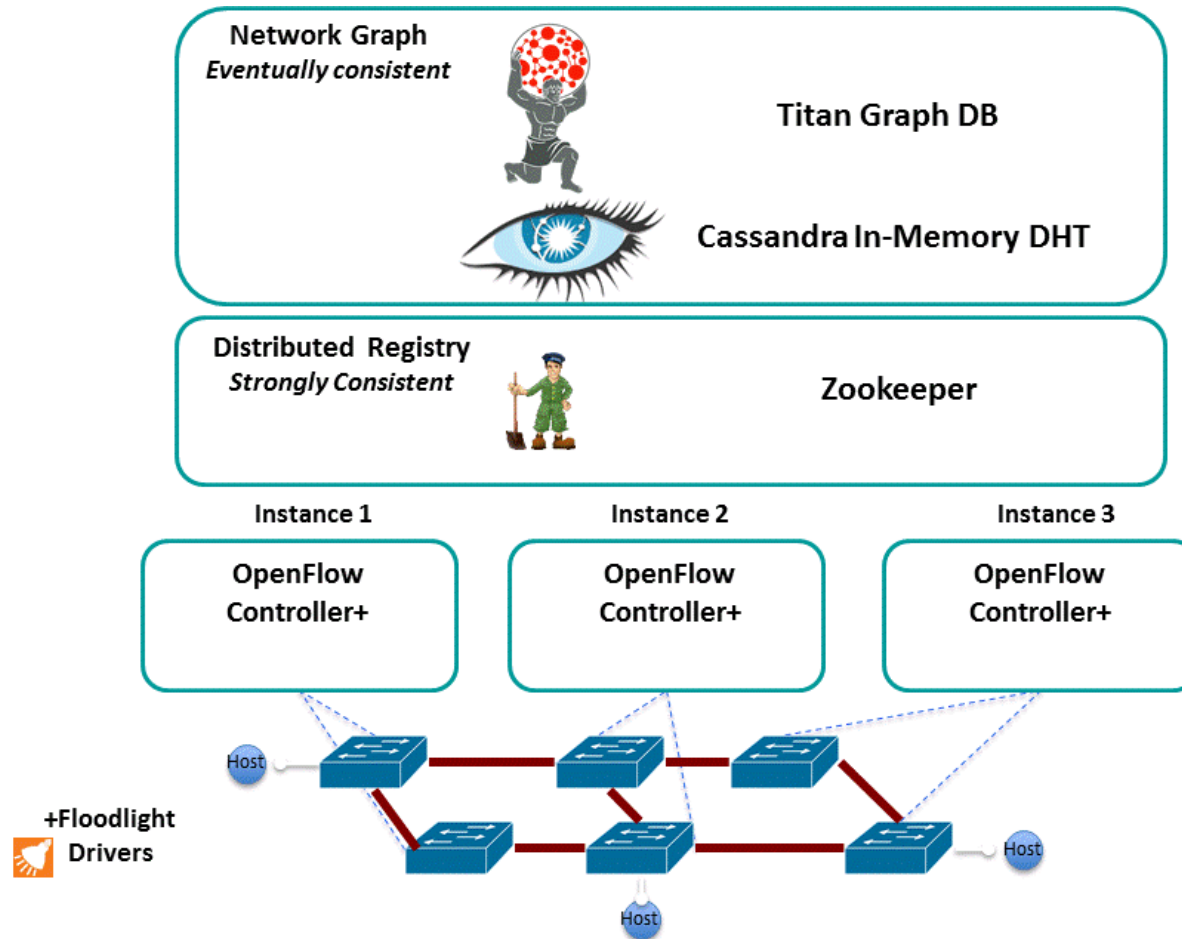 Network Graph
Eventually consistent
Titan Graph DB
Cassandra In-Memory DHT
Distributed Registry
Strongly Consistent
Zookeeper
Instance 1
Instance 2
Instance 3
OpenFlow
Controller+
OpenFlow
Controller+
OpenFlow
Controller+
Host
+Floodlight
Drivers
Host
Host